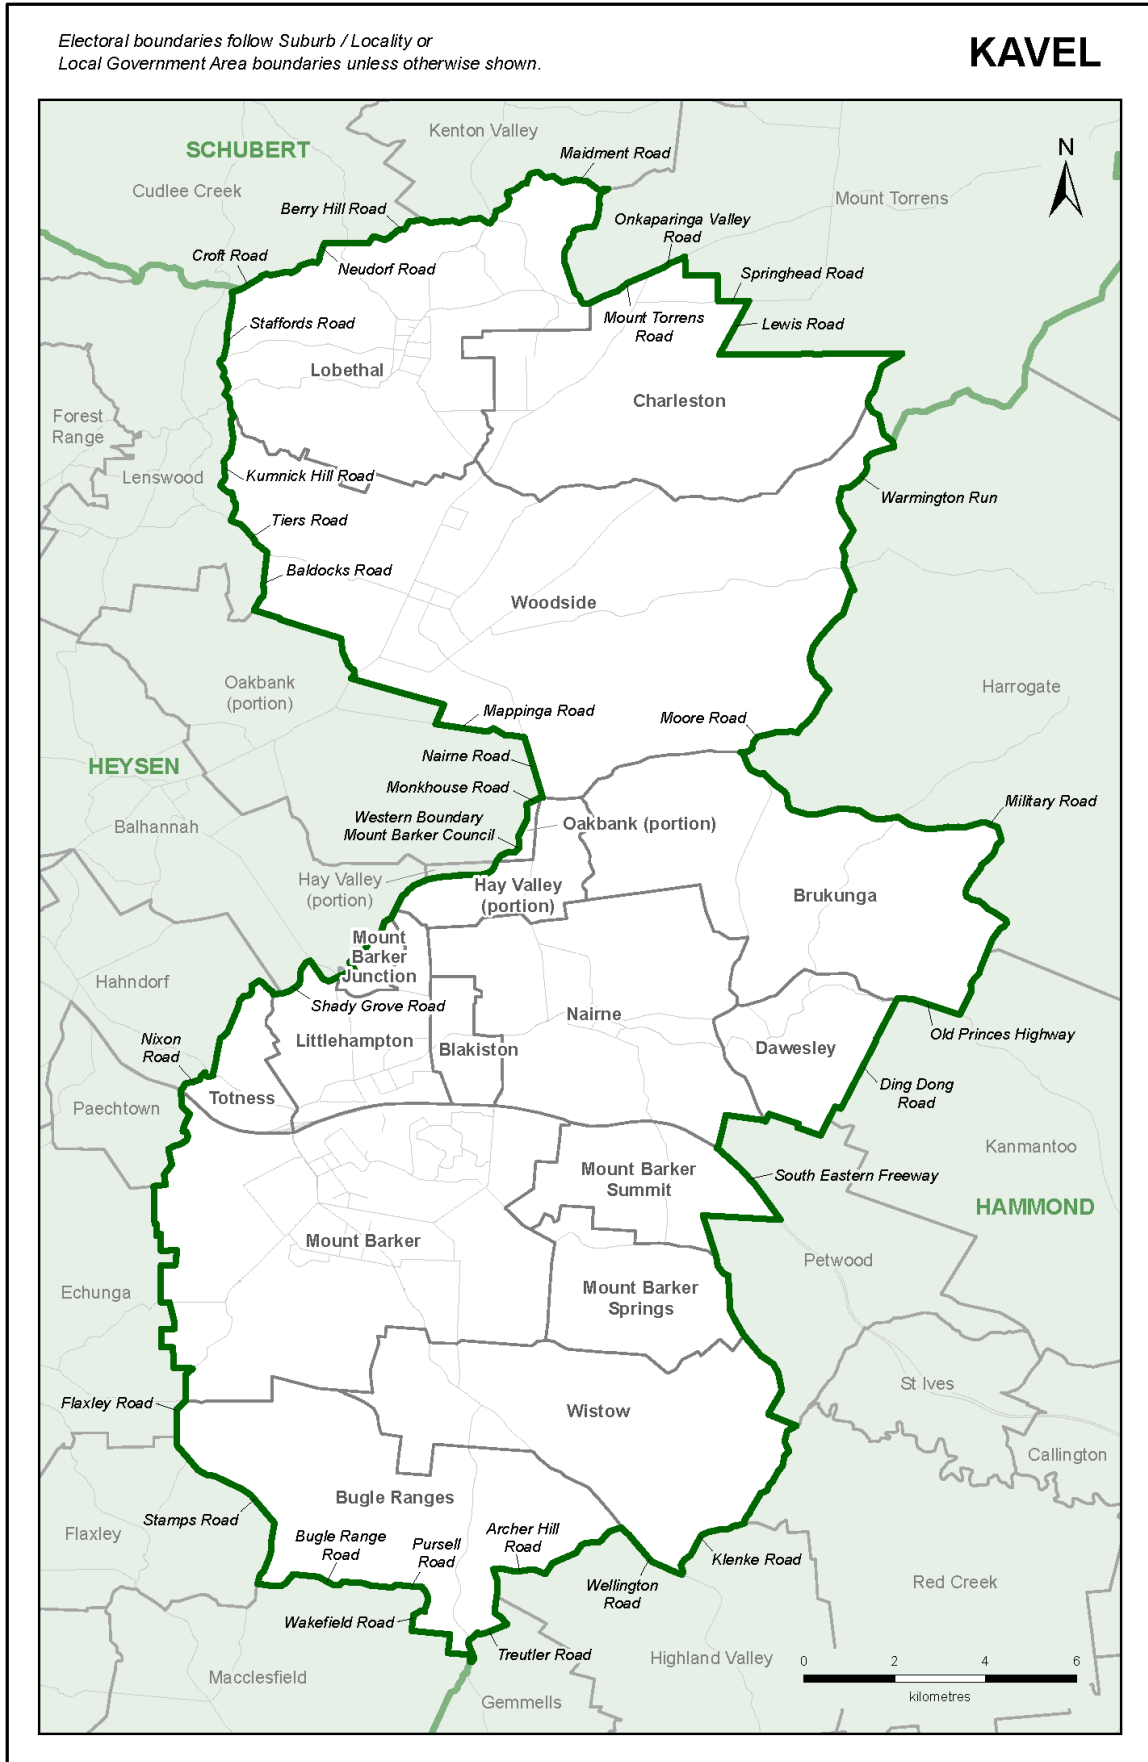 Electoral boundaries follow Suburb / Locality or
Local Government Area boundaries unless otherwise shown.
KAVEL
Kenton Valley
SCHUBERT
Maidment Road
N
Cudlee Creek
Mount Torrens
Berry Hill Road
Onkaparinga Valley
Road
Croft Road
Neudorf Road
Springhead Road
Staffords Road
Mount Torrens
Road
Lewis Road
Lobethal
Charleston
Forest
Range
Lenswood
Kumnick Hill Road
Warmington Run
Tiers Road
Baldocks Road
Woodside
Oakbank
(portion)
Harrogate
Mappinga Road
Moore Road
Nairne Road
HEYSEN
Monkhouse Road
Military Road
Western Boundary
Mount Barker Council
Balhannah
Oakbank (portion)
Hay Valley
(portion)
Hay Valley
(portion)
Brukunga
Mount
Barker
Junction
Hahndorf
Shady Grove Road
Nairne
Old Princes Highway
Nixon
Road
Littlehampton
Blakiston
Dawesley
Totness
Ding Dong
Road
Paechtown
Kanmantoo
Mount Barker
Summit
South Eastern Freeway
HAMMOND
Mount Barker
Petwood
Echunga
Mount Barker
Springs
St Ives
Flaxley Road
Wistow
Callington
Bugle Ranges
Stamps Road
Flaxley
Bugle Range
Road
Pursell
Road
Archer Hill
Road
Klenke Road
Wellington
Road
Red Creek
Wakefield Road
Treutler Road
Highland Valley
Macclesfield
Gemmells
0 2 4 6
kilometres